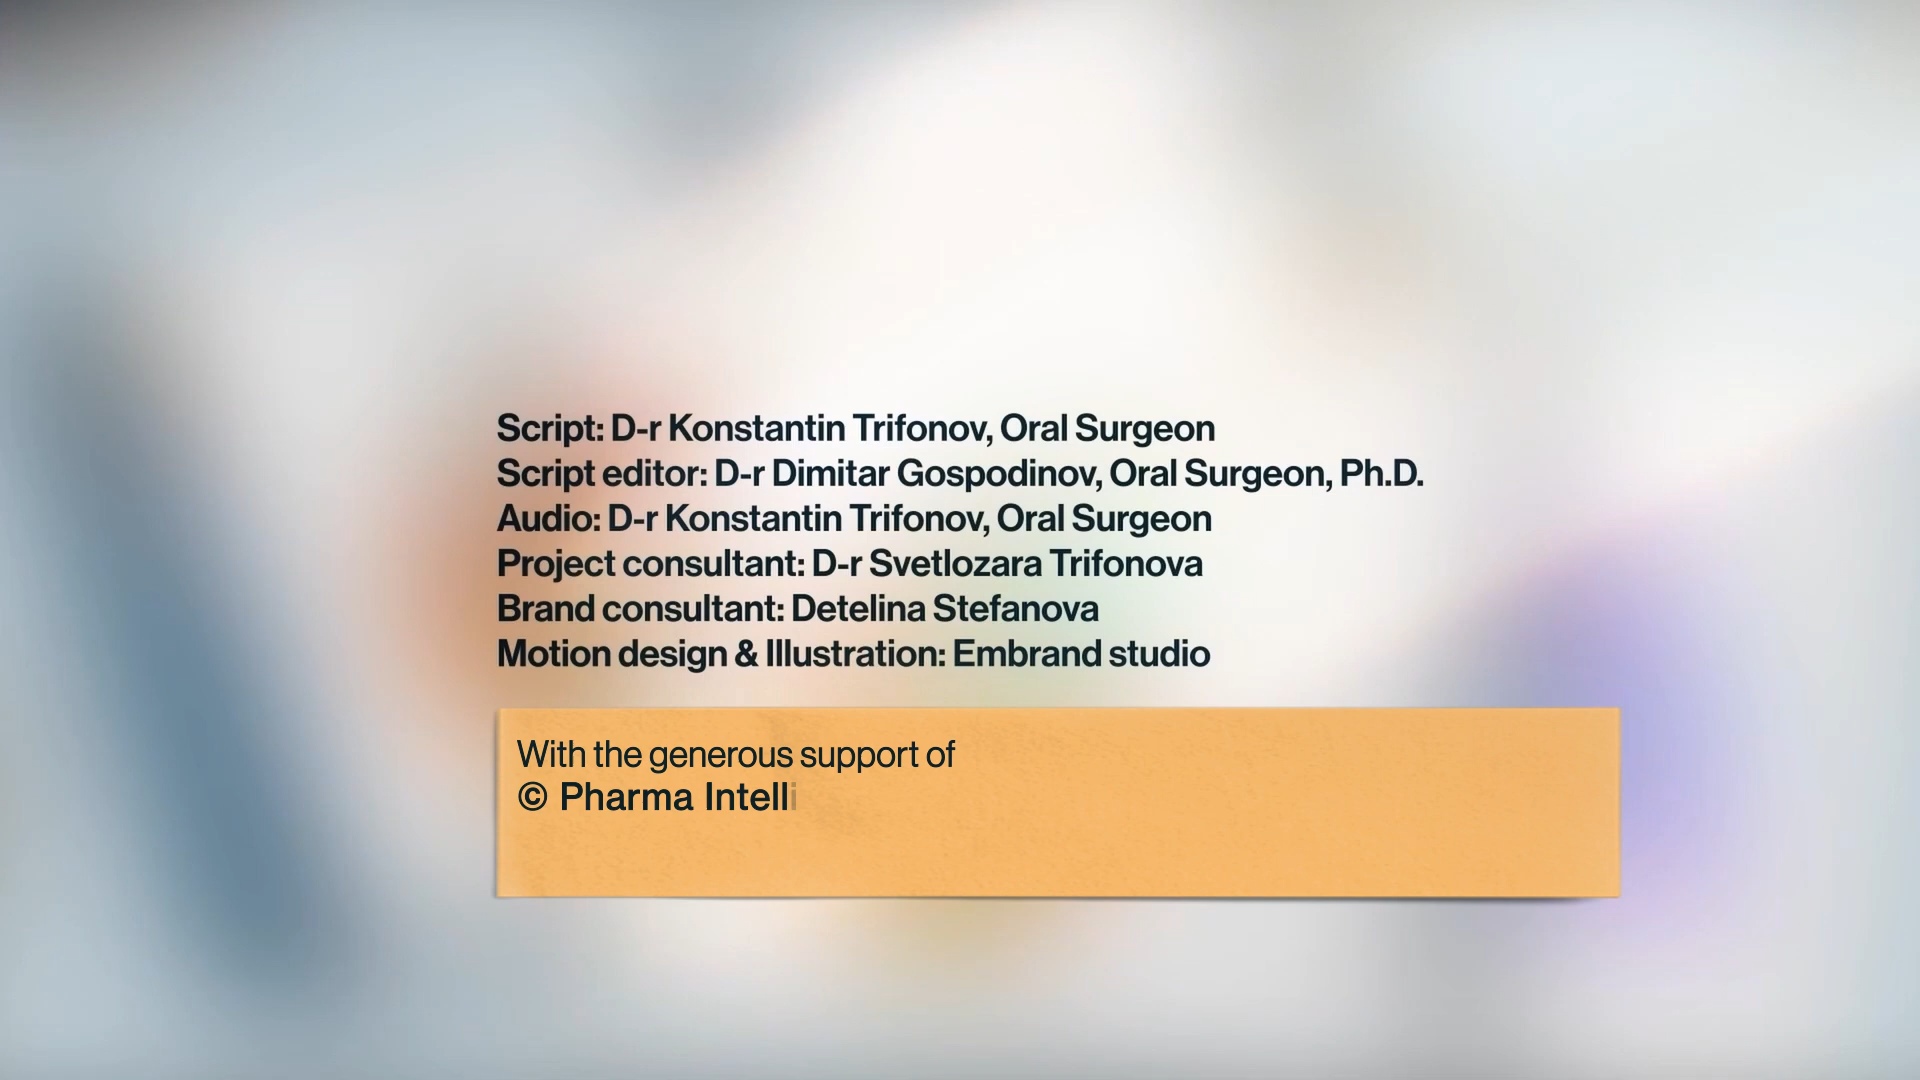 Script: D-r Konstantin Trifonov, Oral Surgeon
Script editor: D-r Dimitar Gospodinov, Oral Surgeon, Ph.D.
Audio: D-r Konstantin Trifonov, Oral Surgeon
Project consultant: D-r Svetlozara Trifonova
Brand consultant: Detelina Stefanova
Motion design & Illustration: Embrand studio
With the generous support of
© Pharma Intelli